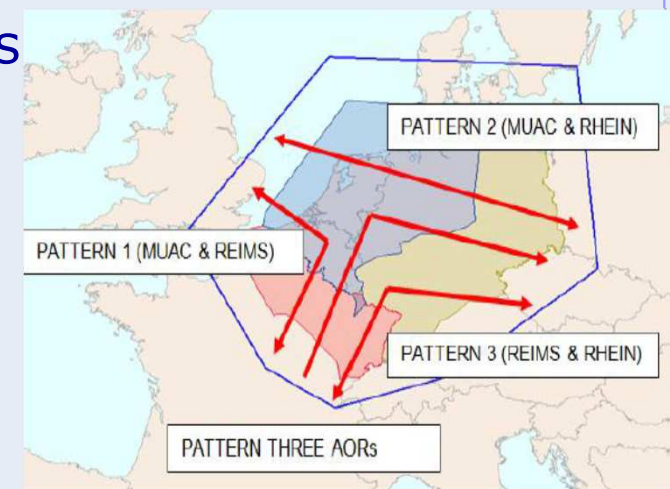 s
PATTERN 2 (MUAC & RHEIN)
PATTERN 1 (MUAC & REIMS)
PATTERN 3 (REIMS & RHEIN)
PATTERN THREE AORs